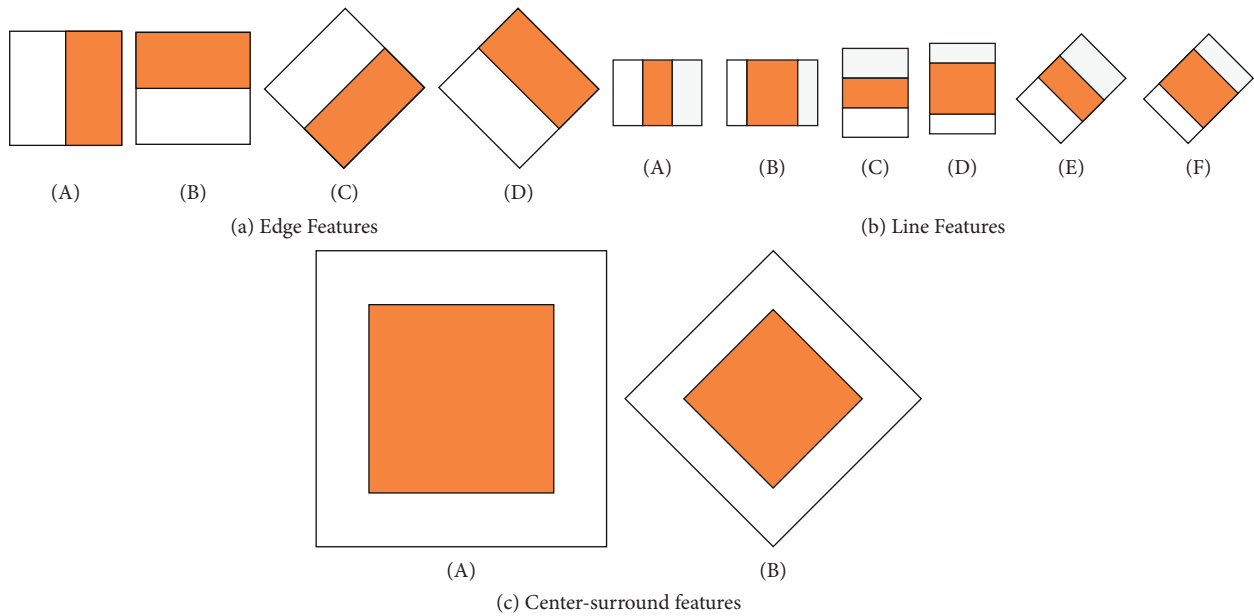 (A) (B) (C) (D)
(a) Edge Features
(A) (B) (C) (D) (E) (F)
(b) Line Features
(A) (B)
(c) Center-surround features